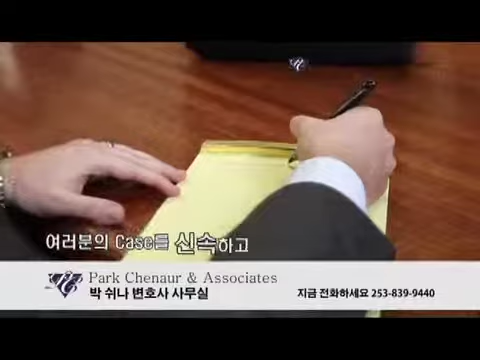 여러분의 Case를 신속하고
Park Chenaur & Associates
박 쉬나 변호사 사무실
지금 전화하세요 253-839-9440